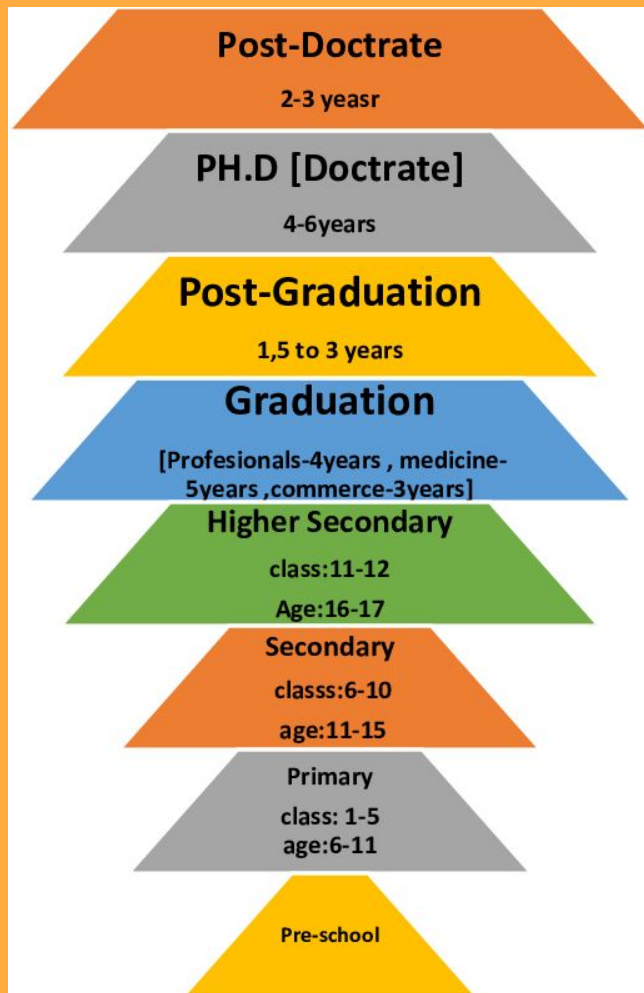 Post-Doctrate
2-3 yeasr
PH.D [Doctrate]
4-6years
Post-Graduation
1,5 to 3 years
Graduation
[Profesionals-4years , medicine-
5years ,commerce-3years]
Higher Secondary
class:11-12
Age:16-17
Secondary
classs:6-10
age:11-15
Primary
class: 1-5
age:6-11
Pre-school